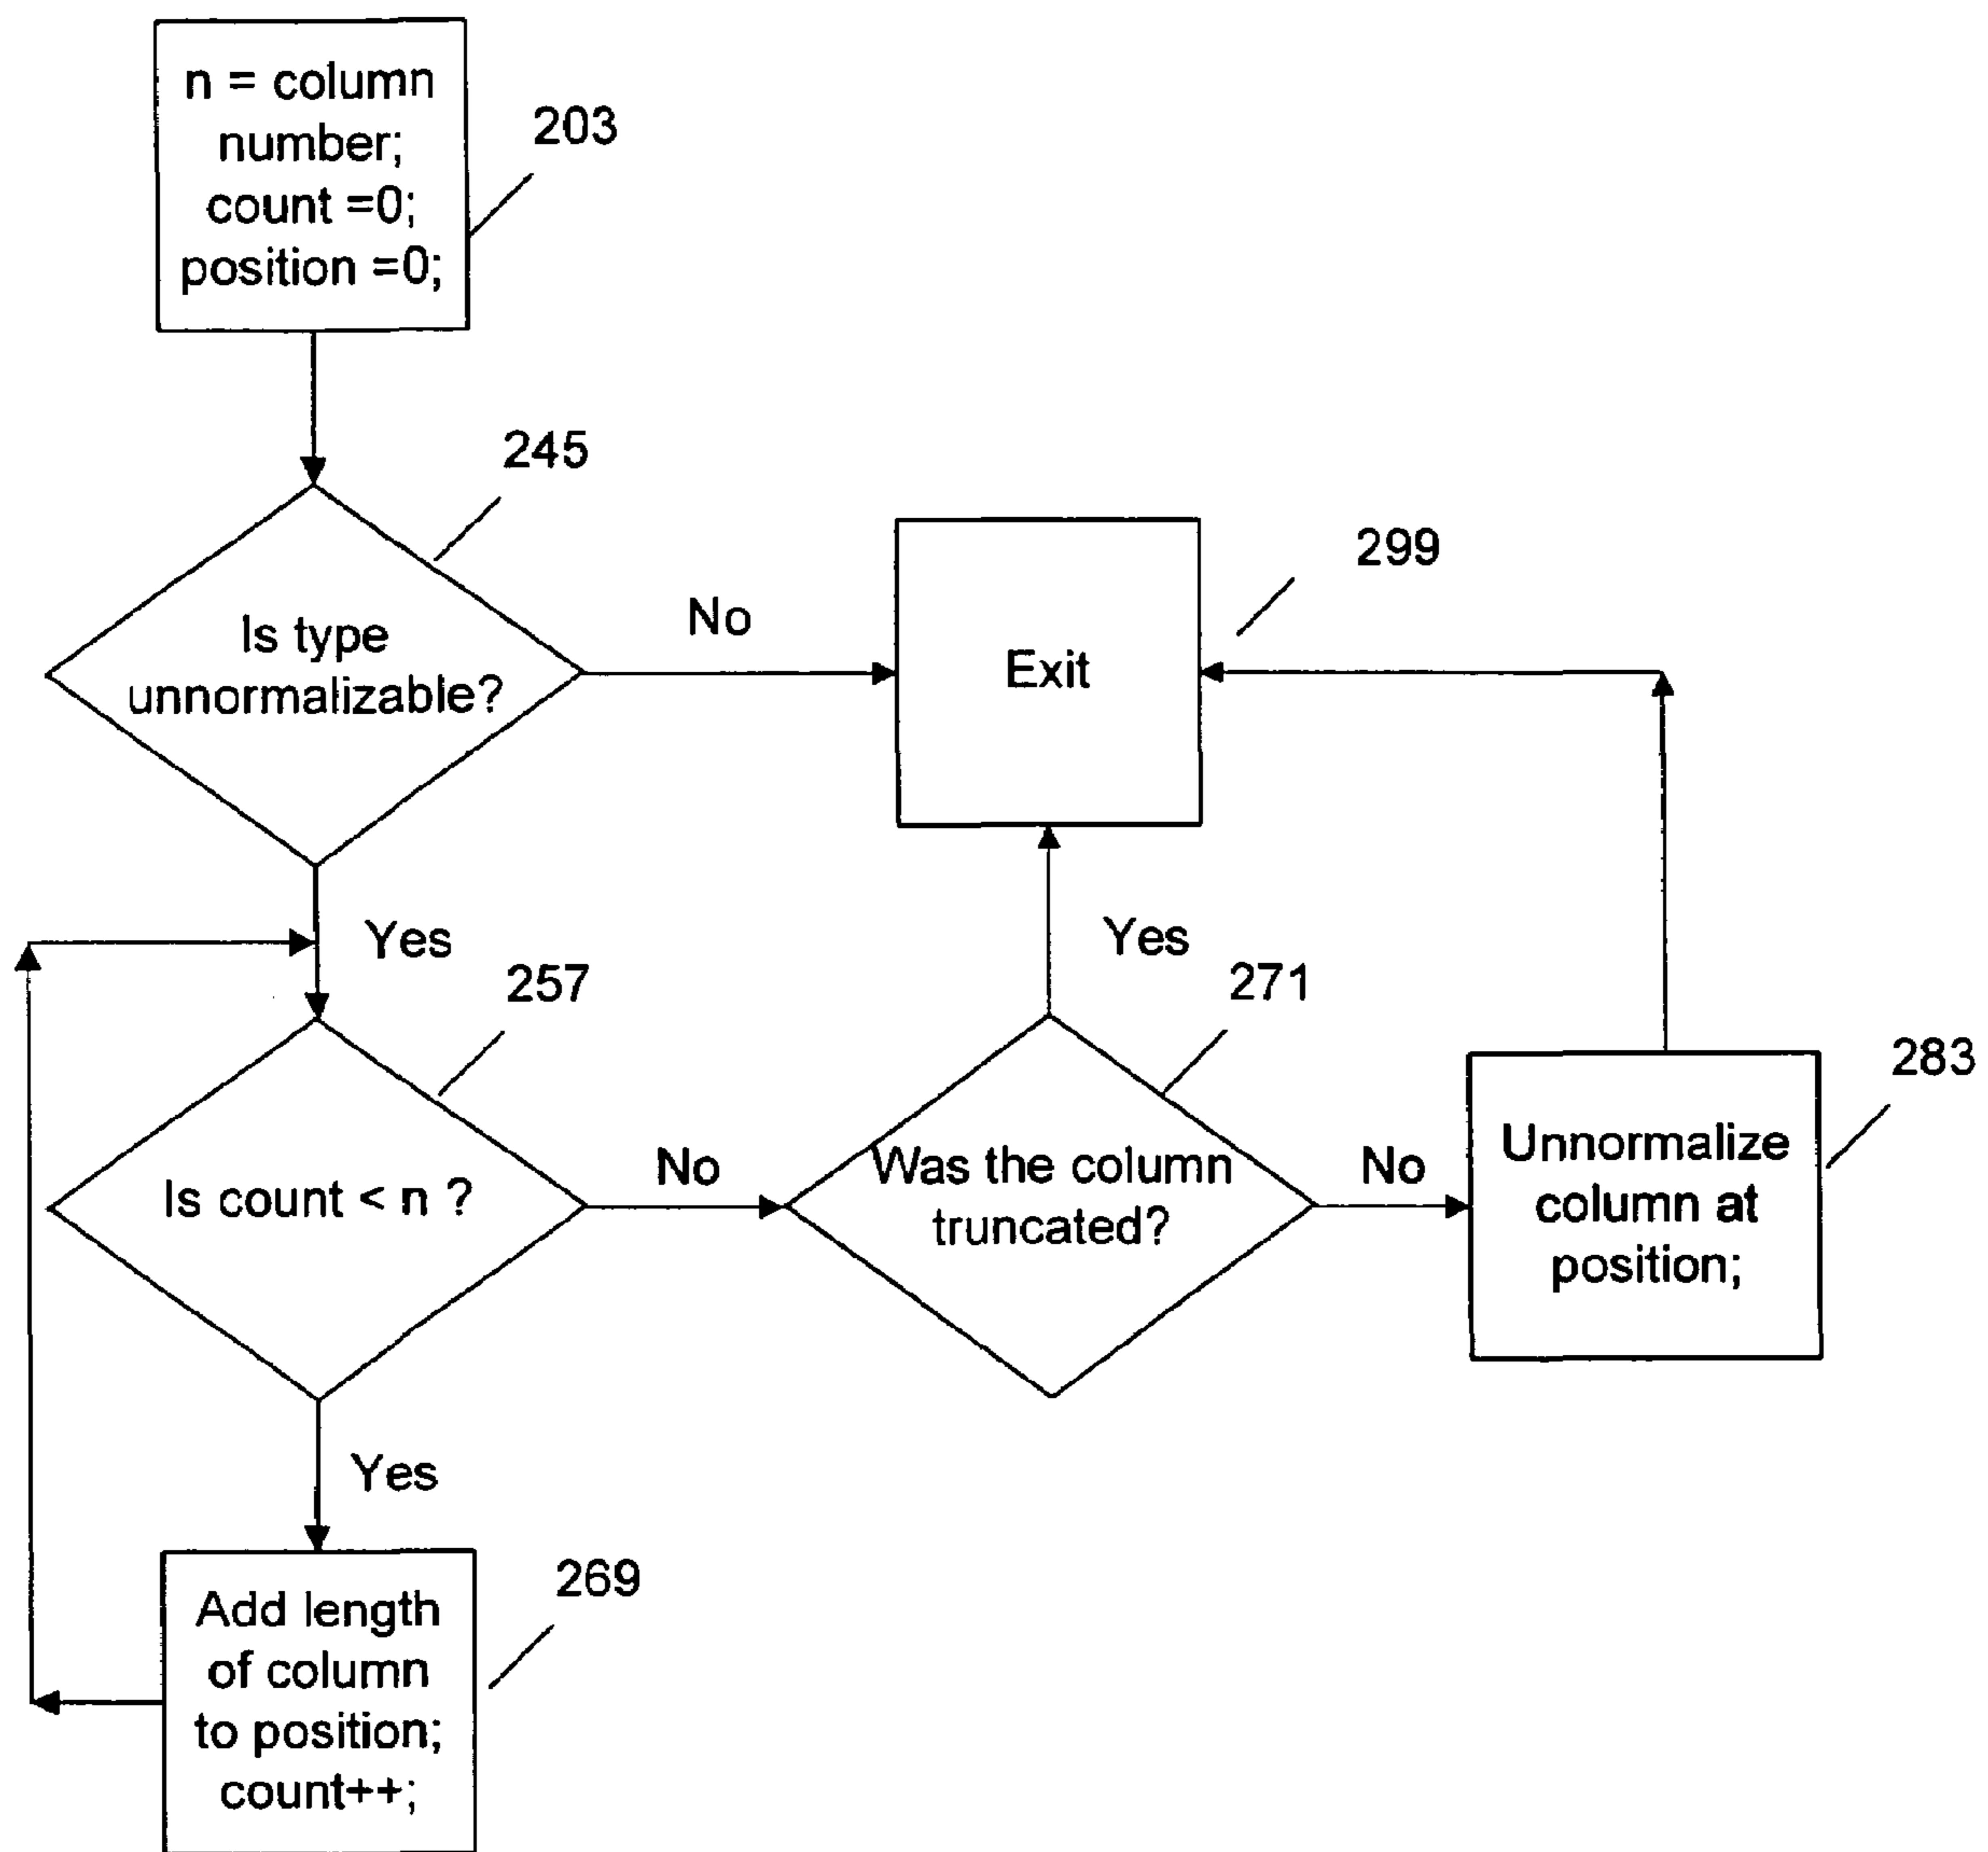 n = column
number;
count =0;
position =0;
203
245
Is type
unnormalizable?
No
Exit
299
Yes
257
Is count < n ?
No
Yes
271
Was the column
truncated?
No
283
Unnormalize
column at
position;
Yes
269
Add length
of column
to position;
count++;